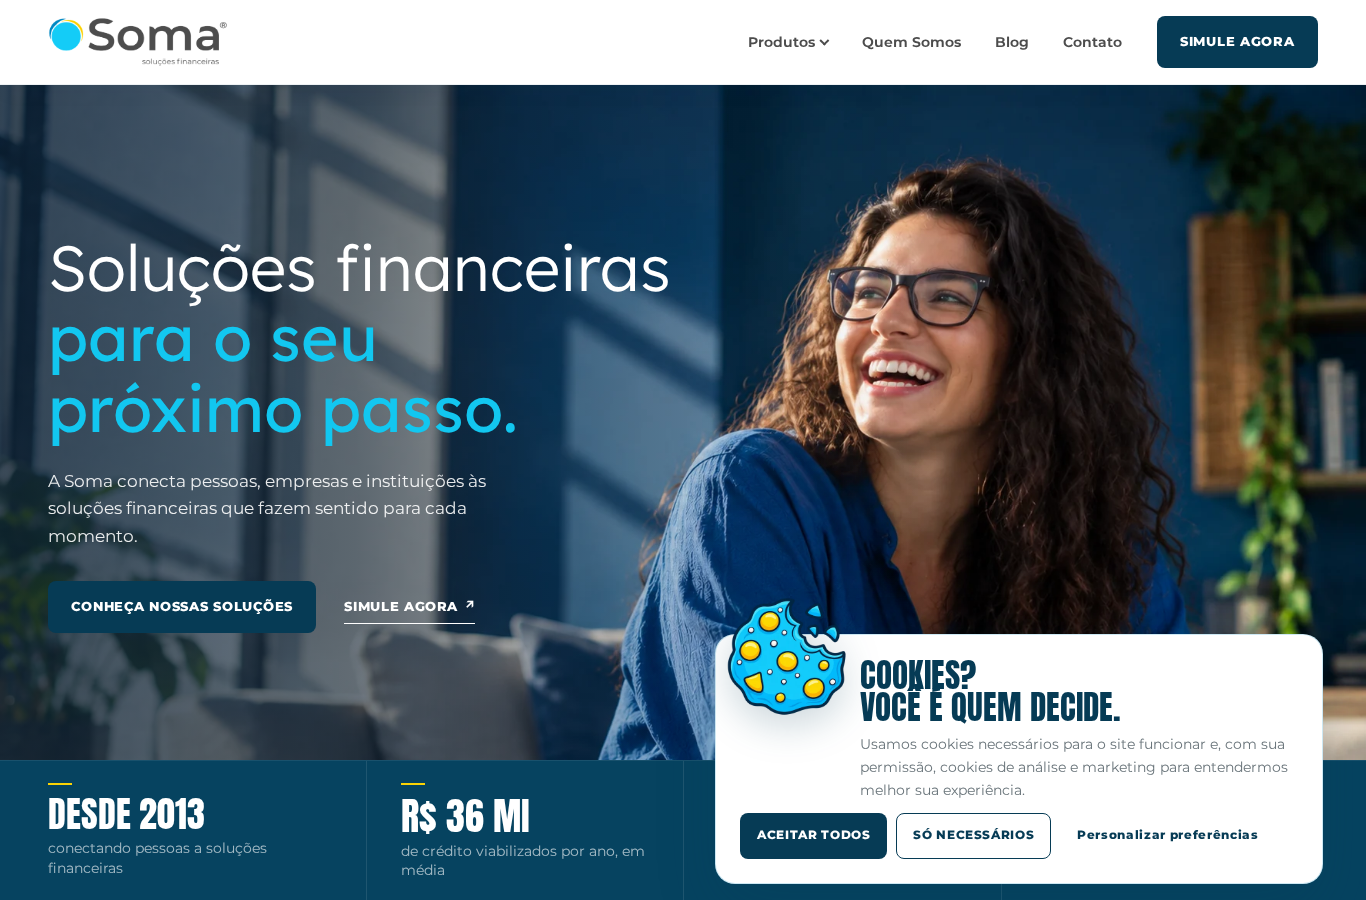 Soma®
soluções financeiras
Produtos
Quem Somos
Blog
Contato
SIMULE AGORA
Soluções financeiras
para o seu
próximo passo.
A Soma conecta pessoas, empresas e instituições às
soluções financeiras que fazem sentido para cada
momento.
CONHEÇA NOSSAS SOLUÇÕES
SIMULE AGORA ↗
DESDE 2013
conectando pessoas a soluções
financeiras
R$ 36 MI
de crédito viabilizados por ano, em
média
COOKIES?
VOCÊ É QUEM DECIDE.
Usamos cookies necessários para o site funcionar e, com sua
permissão, cookies de análise e marketing para entendermos
melhor sua experiência.
ACEITAR TODOS
SÓ NECESSÁRIOS
Personalizar preferências